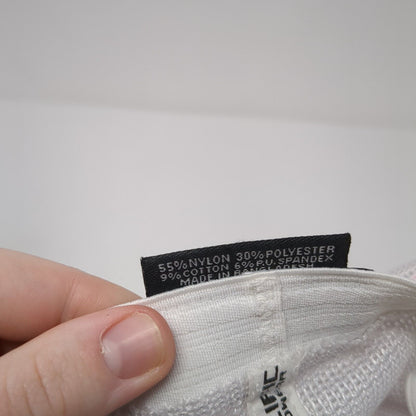 55% NYLON 30% POLYESTER
9% COTTON 6% P.U. SPANDEX
MADE IN BANGLADESH